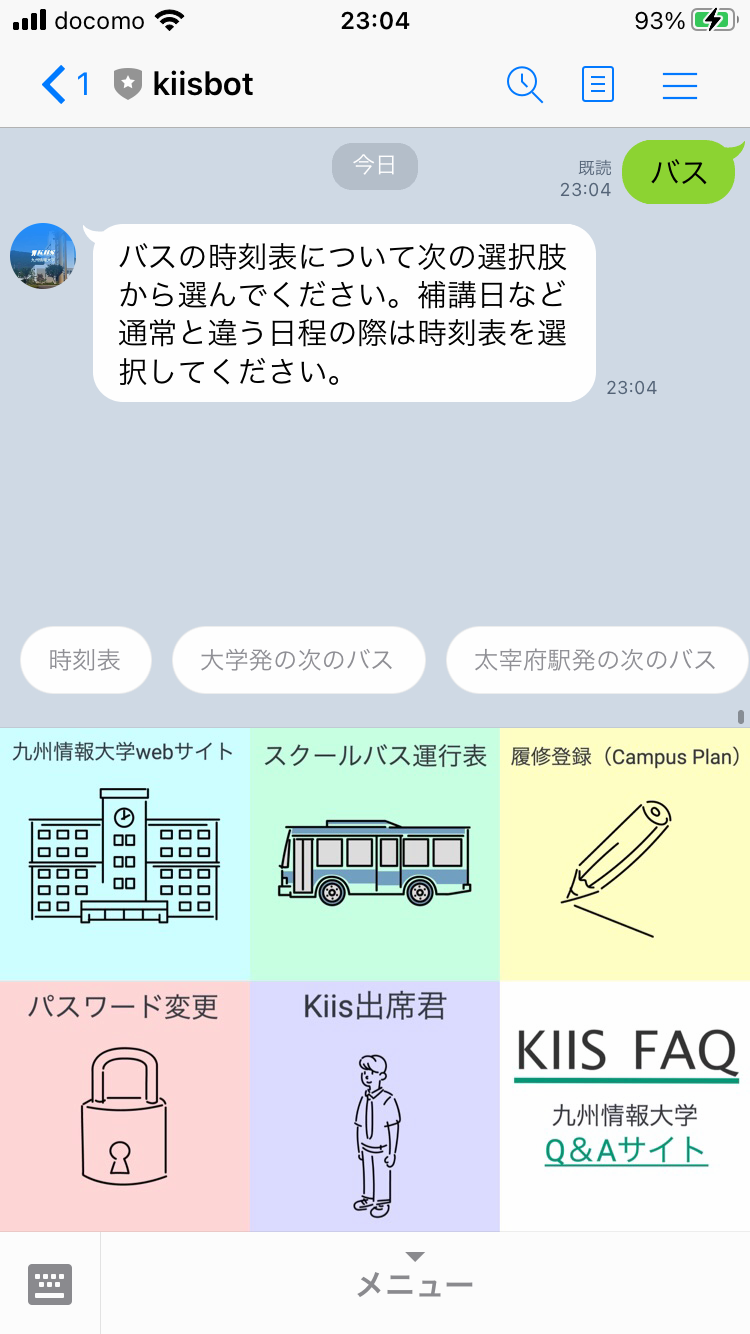 docomo 23:04 93%
1 kiisbot
今日
既読
23:04
バス
バスの時刻表について次の選択肢
から選んでください。補講日など
通常と違う日程の際は時刻表を選
択してください。
23:04
時刻表 大学発の次のバス 太宰府駅発の次のバス
九州情報大学webサイト スクールバス運行表 履修登録（Campus Plan）
パスワード変更 Kiis出席君
KIIS FAQ
九州情報大学
Q&Aサイト
メニュー